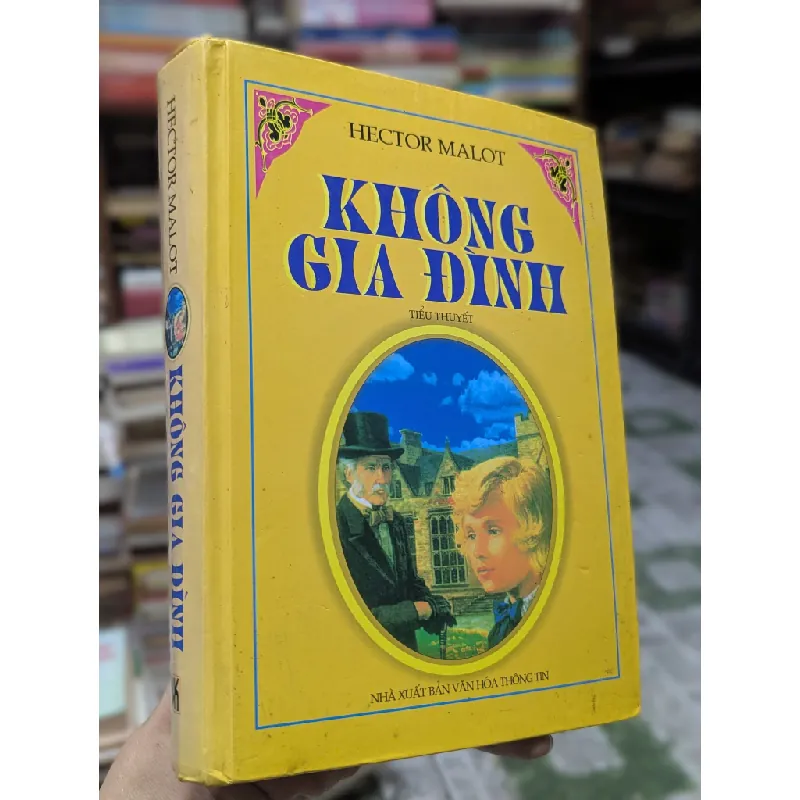 HECTOR MALOT
KHÔNG
GIA ĐÌNH
TIỂU THUYẾT
NHÀ XUẤT BẢN VĂN HÓA THÔNG TIN
HECTOR MALOT
KHÔNG GIA ĐÌNH